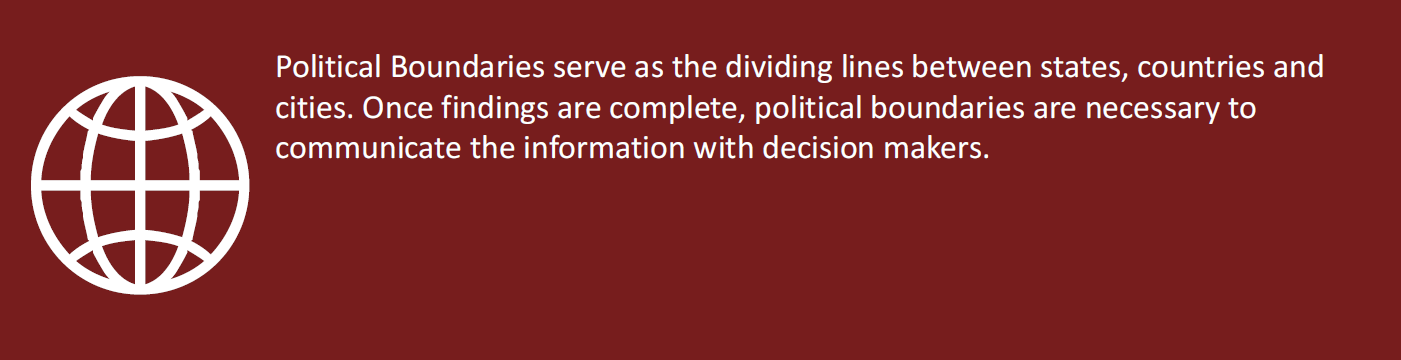 Political Boundaries serve as the dividing lines between states, countries and
cities. Once findings are complete, political boundaries are necessary to
communicate the information with decision makers.